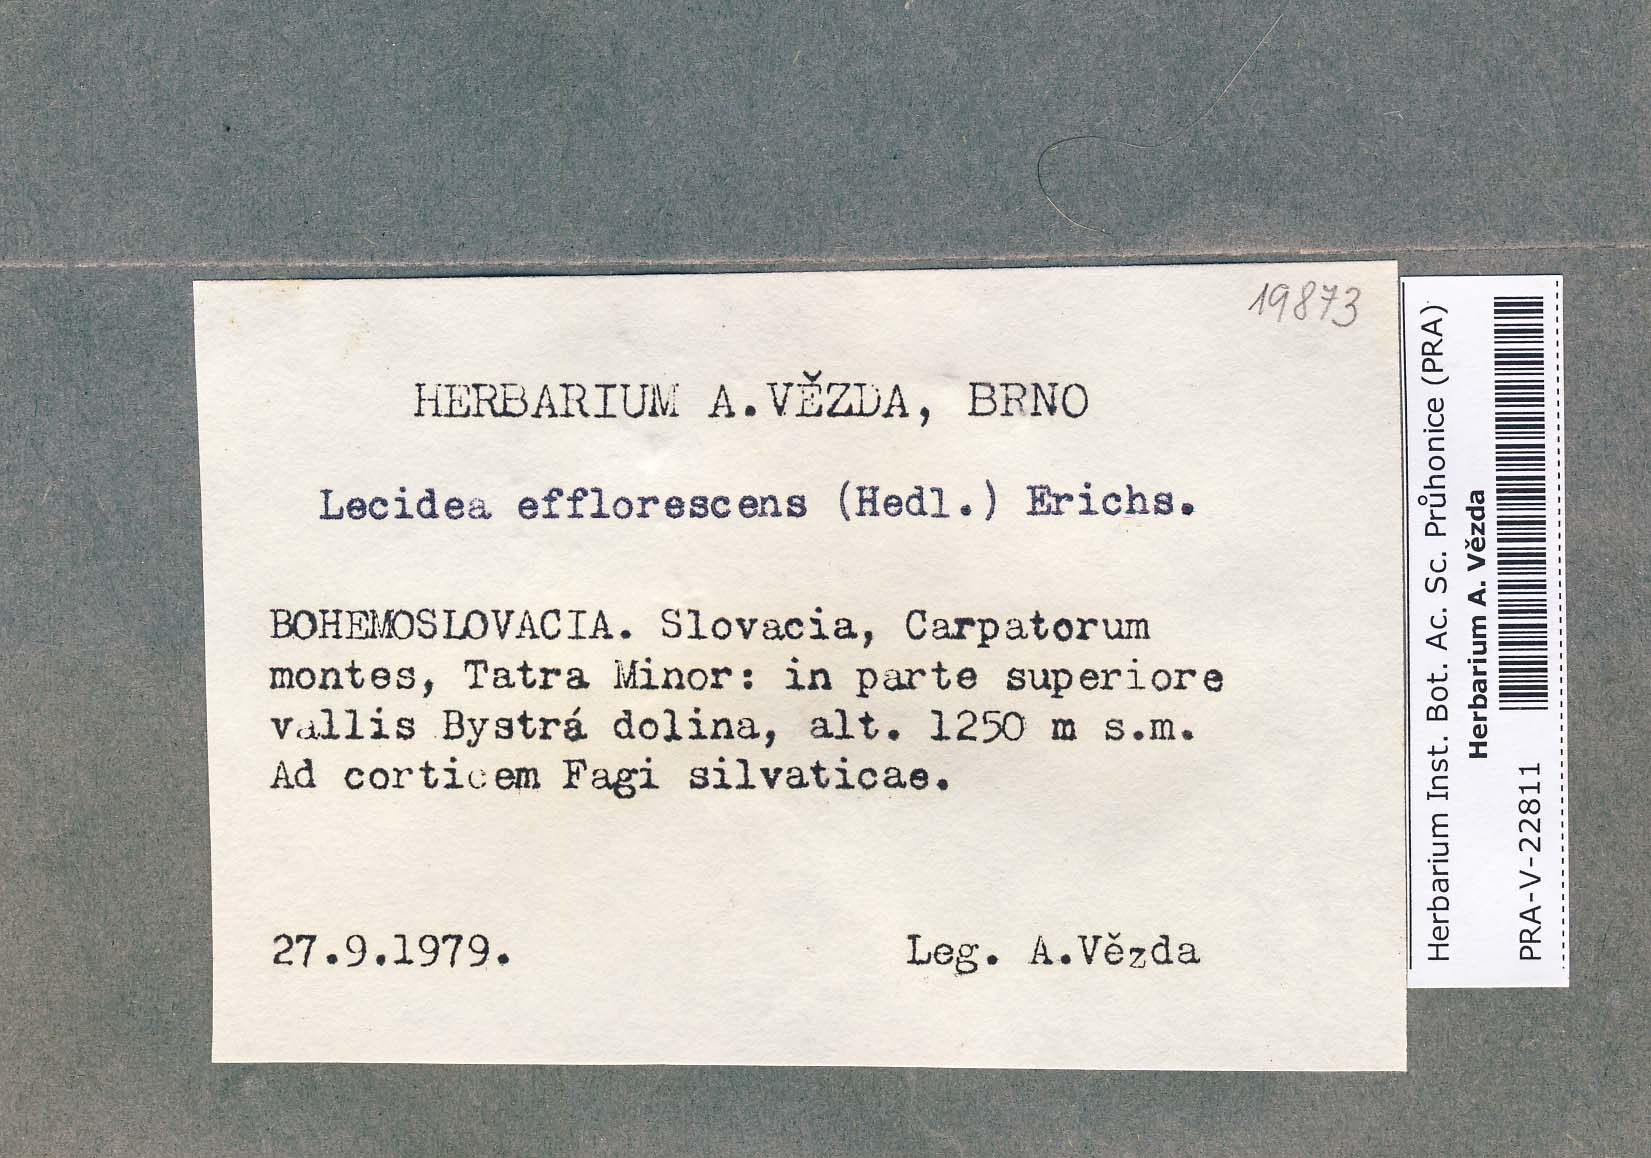 19873
HERBARIUM A.VĚZDA, BRNO
Lecidea efflorescens (Hedl.) Erichs.
BOHEMOSLOVACIA. Slovacia, Carpatorum
montes, Tatra Minor: in parte superiore
vallis Bystrá dolina, alt. 1250 m s.m.
Ad corticem Fagi silvaticae.
27.9.1979. Leg. A.Vězda
Herbarium Inst. Bot. Ac. Sc. Průhonice (PRA)
Herbarium A. Vězda
PRA-V-22811